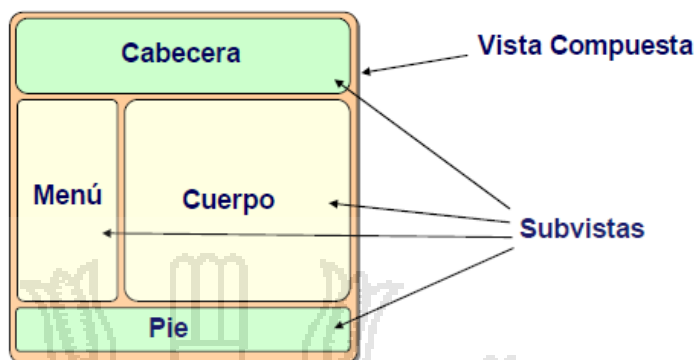 Cabecera
Vista Compuesta
Menú
Cuerpo
Subvistas
Pie